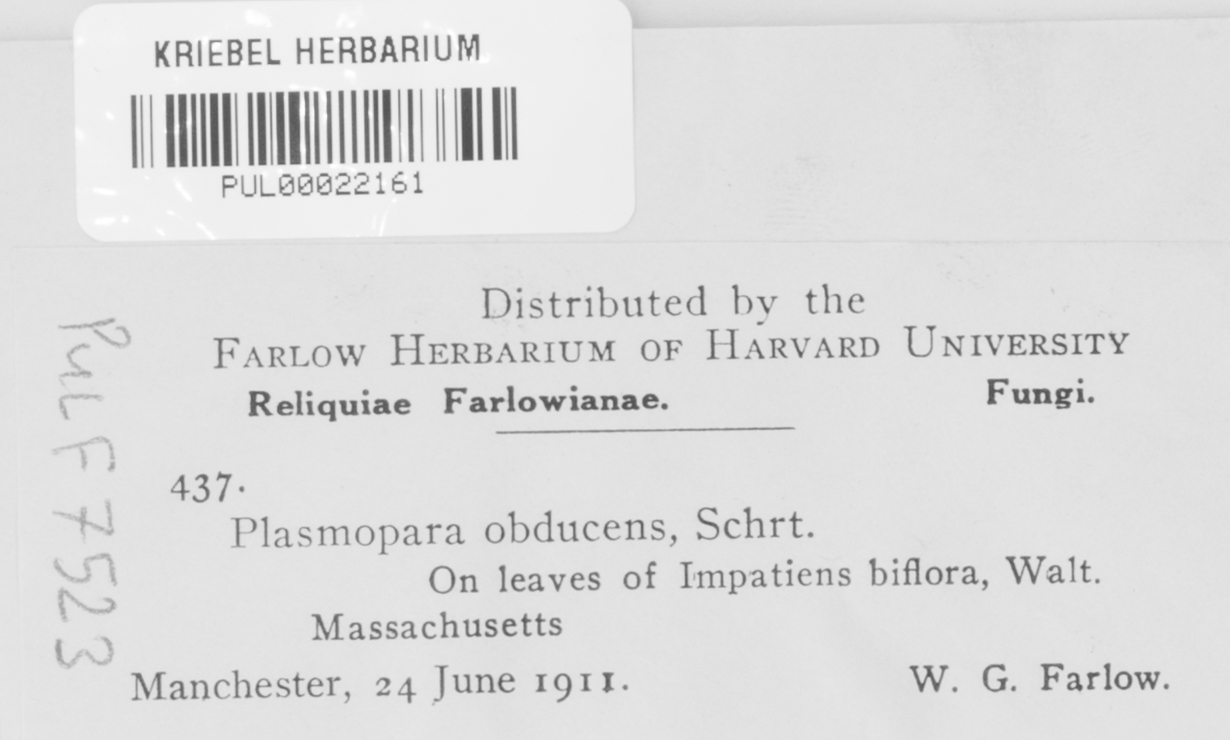 KRIEBEL HERBARIUM
PUL00022161
Distributed by the
FARLOW HERBARIUM OF HARVARD UNIVERSITY
Reliquiae Farlowianae. Fungi.
437.
Plasmopara obducens, Schrt.
On leaves of Impatiens biflora, Walt.
Massachusetts
Manchester, 24 June 1911. W. G. Farlow.
PUL F 7523